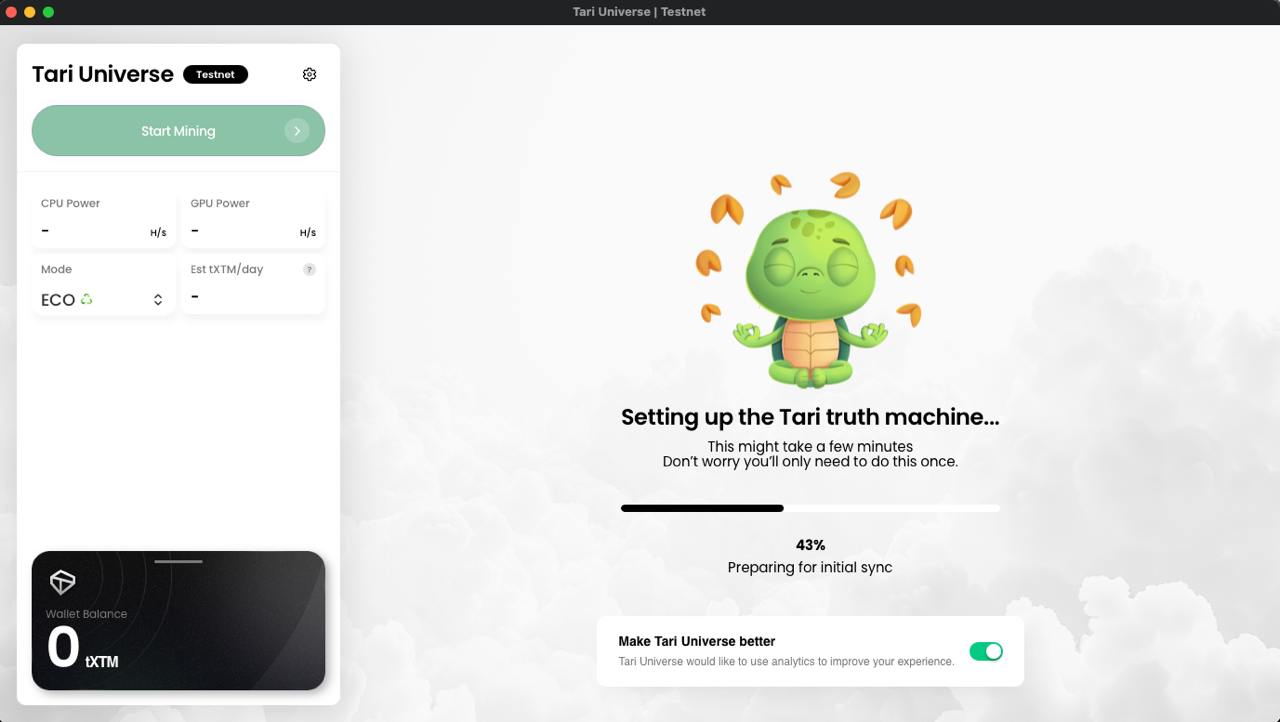 Tari Universe | Testnet
Tari Universe Testnet
Start Mining
CPU Power
- H/s
GPU Power
- H/s
Mode
ECO
Est tXTM/day ?
-
Wallet Balance
0 tXTM
Setting up the Tari truth machine...
This might take a few minutes
Don’t worry you’ll only need to do this once.
43%
Preparing for initial sync
Make Tari Universe better
Tari Universe would like to use analytics to improve your experience.